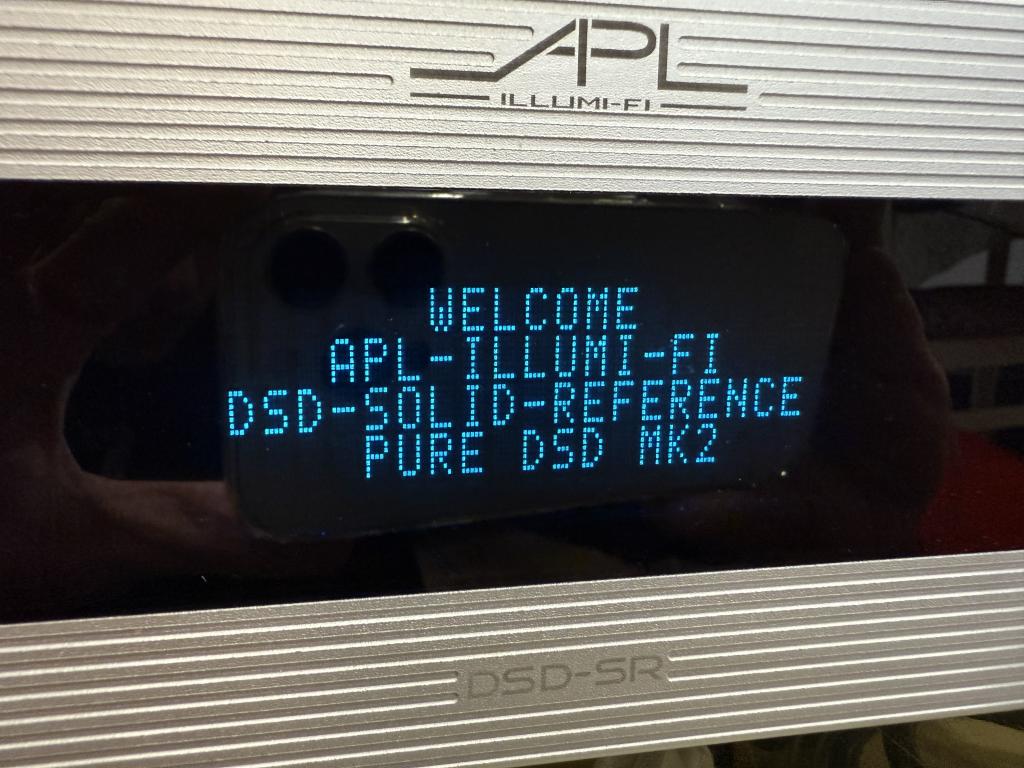 APL
ILLUMI-FI
WELCOME
APL-ILLUMI-FI
DSD-SOLID-REFERENCE
PURE DSD MK2
DSD-SR